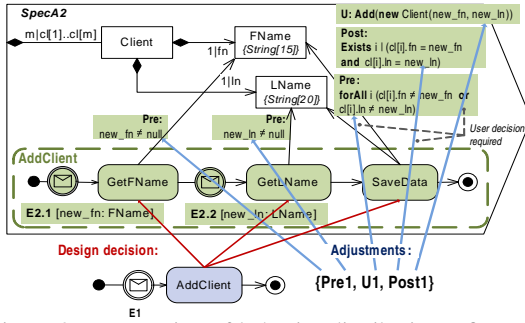 SpecA2
m|cl[1]..cl[m]
Client
FName
{String[15]}
1|fn
1|ln
LName
{String[20]}
U: Add(new Client(new_fn, new_ln))
Post:
Exists i | (cl[i].fn = new_fn
and cl[i].ln = new_ln)
Pre:
forAll i (cl[i].fn ≠ new_fn or
cl[i].ln ≠ new_ln)
User decision
required
Pre:
new_fn ≠ null
Pre:
new_ln ≠ null
AddClient
GetFName
GetLName
SaveData
E2.1 [new_fn: FName]
E2.2 [new_ln: LName]
Design decision:
Adjustments:
AddClient
E1
{Pre1, U1, Post1}